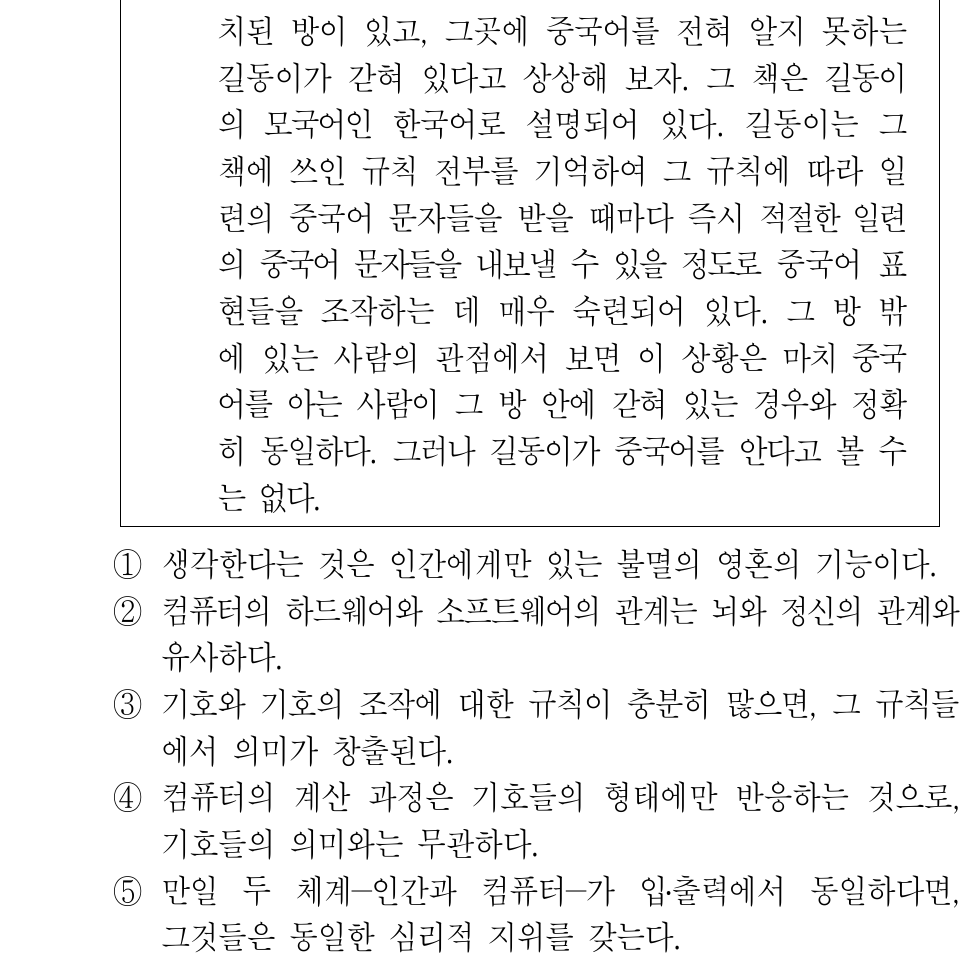 치된 방이 있고, 그곳에 중국어를 전혀 알지 못하는
길동이가 갇혀 있다고 상상해 보자. 그 책은 길동이
의 모국어인 한국어로 설명되어 있다. 길동이는 그
책에 쓰인 규칙 전부를 기억하여 그 규칙에 따라 일
련의 중국어 문자들을 받을 때마다 즉시 적절한 일련
의 중국어 문자들을 내보낼 수 있을 정도로 중국어 표
현들을 조작하는 데 매우 숙련되어 있다. 그 방 밖
에 있는 사람의 관점에서 보면 이 상황은 마치 중국
어를 아는 사람이 그 방 안에 갇혀 있는 경우와 정확
히 동일하다. 그러나 길동이가 중국어를 안다고 볼 수
는 없다.
① 생각한다는 것은 인간에게만 있는 불멸의 영혼의 기능이다.
② 컴퓨터의 하드웨어와 소프트웨어의 관계는 뇌와 정신의 관계와
유사하다.
③ 기호와 기호의 조작에 대한 규칙이 충분히 많으면, 그 규칙들
에서 의미가 창출된다.
④ 컴퓨터의 계산 과정은 기호들의 형태에만 반응하는 것으로,
기호들의 의미와는 무관하다.
⑤ 만일 두 체계—인간과 컴퓨터—가 입·출력에서 동일하다면,
그것들은 동일한 심리적 지위를 갖는다.